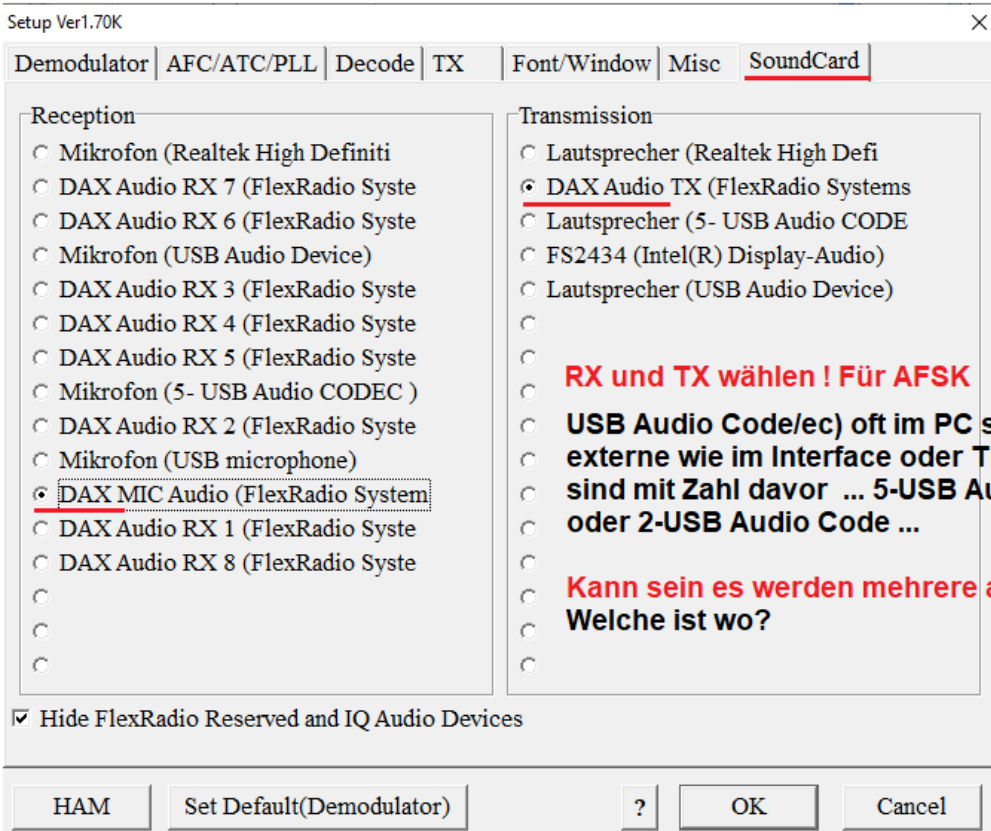 Setup Ver1.70K
Demodulator AFC/ATC/PLL Decode TX Font/Window Misc SoundCard
Reception
Mikrofon (Realtek High Definiti
DAX Audio RX 7 (FlexRadio Syste
DAX Audio RX 6 (FlexRadio Syste
Mikrofon (USB Audio Device)
DAX Audio RX 3 (FlexRadio Syste
DAX Audio RX 4 (FlexRadio Syste
DAX Audio RX 5 (FlexRadio Syste
Mikrofon (5- USB Audio CODEC )
DAX Audio RX 2 (FlexRadio Syste
Mikrofon (USB microphone)
DAX MIC Audio (FlexRadio System
DAX Audio RX 1 (FlexRadio Syste
DAX Audio RX 8 (FlexRadio Syste
Transmission
Lautsprecher (Realtek High Defi
DAX Audio TX (FlexRadio Systems
Lautsprecher (5- USB Audio CODE
FS2434 (Intel(R) Display-Audio)
Lautsprecher (USB Audio Device)
RX und TX wählen ! Für AFSK
USB Audio Code/ec) oft im PC s
externe wie im Interface oder T
sind mit Zahl davor ... 5-USB Au
oder 2-USB Audio Code ...
Kann sein es werden mehrere a
Welche ist wo?
Hide FlexRadio Reserved and IQ Audio Devices
HAM Set Default(Demodulator) ? OK Cancel